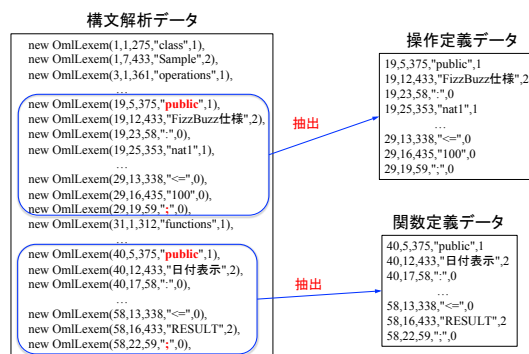 構文解析データ
new OmlLexem(1,1,275,"class",1),
new OmlLexem(1,7,433,"Sample",2),
new OmlLexem(3,1,361,"operations",1),
…
new OmlLexem(19,5,375,"public",1),
new OmlLexem(19,12,433,"FizzBuzz仕様",2),
new OmlLexem(19,23,58,":",0),
new OmlLexem(19,25,353,"nat1",1),
…
new OmlLexem(29,13,338,"<=",0),
new OmlLexem(29,16,435,"100",0),
new OmlLexem(29,19,59,";",0),
new OmlLexem(31,1,312,"functions",1),
…
new OmlLexem(40,5,375,"public",1),
new OmlLexem(40,12,433,"日付表示",2),
new OmlLexem(40,17,58,":",0),
…
new OmlLexem(58,13,338,"<=",0),
new OmlLexem(58,16,433,"RESULT",2),
new OmlLexem(58,22,59,";",0),
抽出
抽出
操作定義データ
19,5,375,"public",1
19,12,433,"FizzBuzz仕様",2
19,23,58,":",0
19,25,353,"nat1",1
…
29,13,338,"<=",0
29,16,435,"100",0
29,19,59,";",0
関数定義データ
40,5,375,"public",1
40,12,433,"日付表示",2
40,17,58,":",0
…
58,13,338,"<=",0
58,16,433,"RESULT",2
58,22,59,";",0